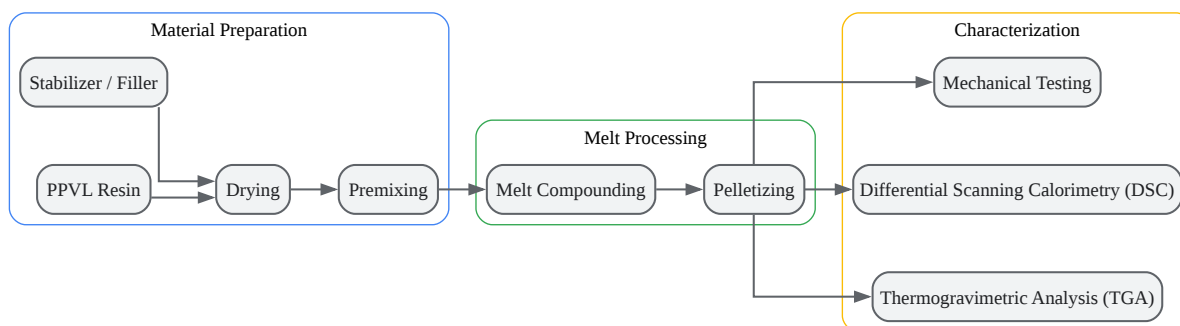 Material Preparation
Stabilizer / Filler
PPVL Resin
Drying
Premixing
Melt Processing
Melt Compounding
Pelletizing
Characterization
Mechanical Testing
Differential Scanning Calorimetry (DSC)
Thermogravimetric Analysis (TGA)